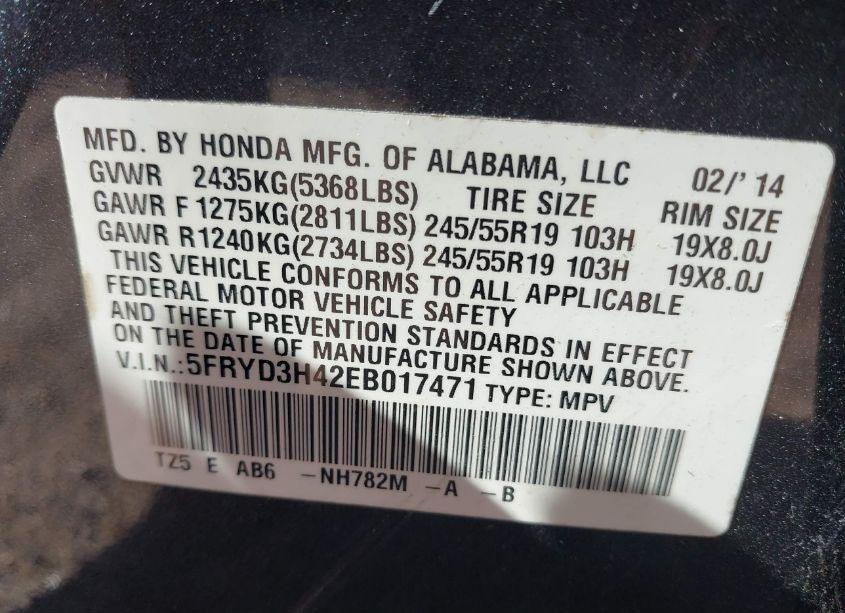 MFD. BY HONDA MFG. OF ALABAMA, LLC 02/' 14
GVWR 2435KG(5368LBS) TIRE SIZE RIM SIZE
GAWR F 1275KG(2811LBS) 245/55R19 103H 19X8.0J
GAWR R1240KG(2734LBS) 245/55R19 103H 19X8.0J
THIS VEHICLE CONFORMS TO ALL APPLICABLE
FEDERAL MOTOR VEHICLE SAFETY
AND THEFT PREVENTION STANDARDS IN EFFECT
ON THE DATE OF MANUFACTURE SHOWN ABOVE.
V.I.N.:5FRYD3H42EB017471 TYPE: MPV
TZ5 E AB6 -NH782M -A -B